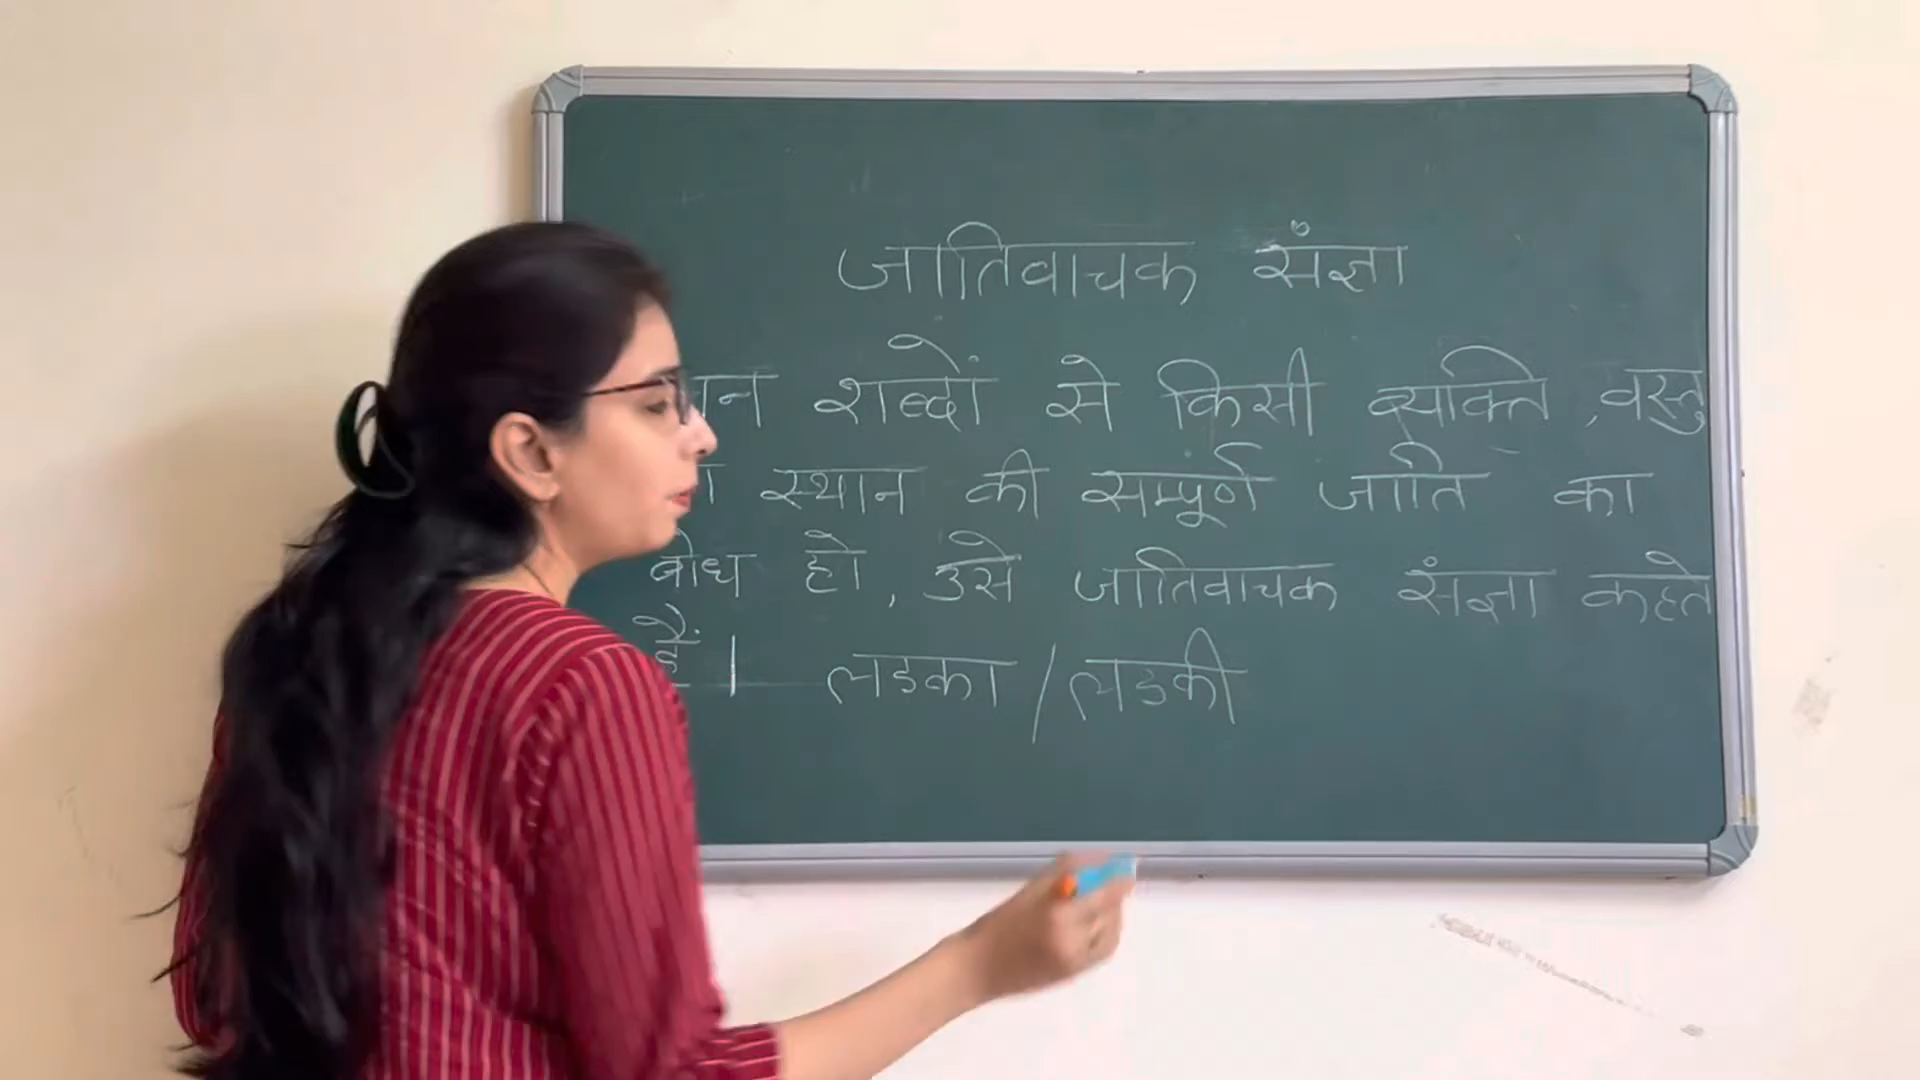 जातिवाचक संज्ञा
शब्दों से किसी व्यक्ति, वस्तु
स्थान की सम्पूर्ण जाति का
बोध हो, उसे जातिवाचक संज्ञा कहते
हैं। लडका/लडकी